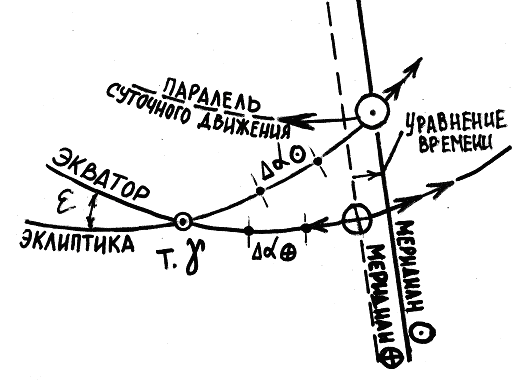 ПАРАЛЕЛЬ
СУТОЧНОГО ДВИЖЕНИЯ
УРАВНЕНИЕ
ВРЕМЕНИ
ЭКВАТОР
Δα⊙
ε
ЭКЛИПТИКА
Т. γ
Δα⊕
МЕРИДИАН ⊙
МЕРИДИАН ⊕